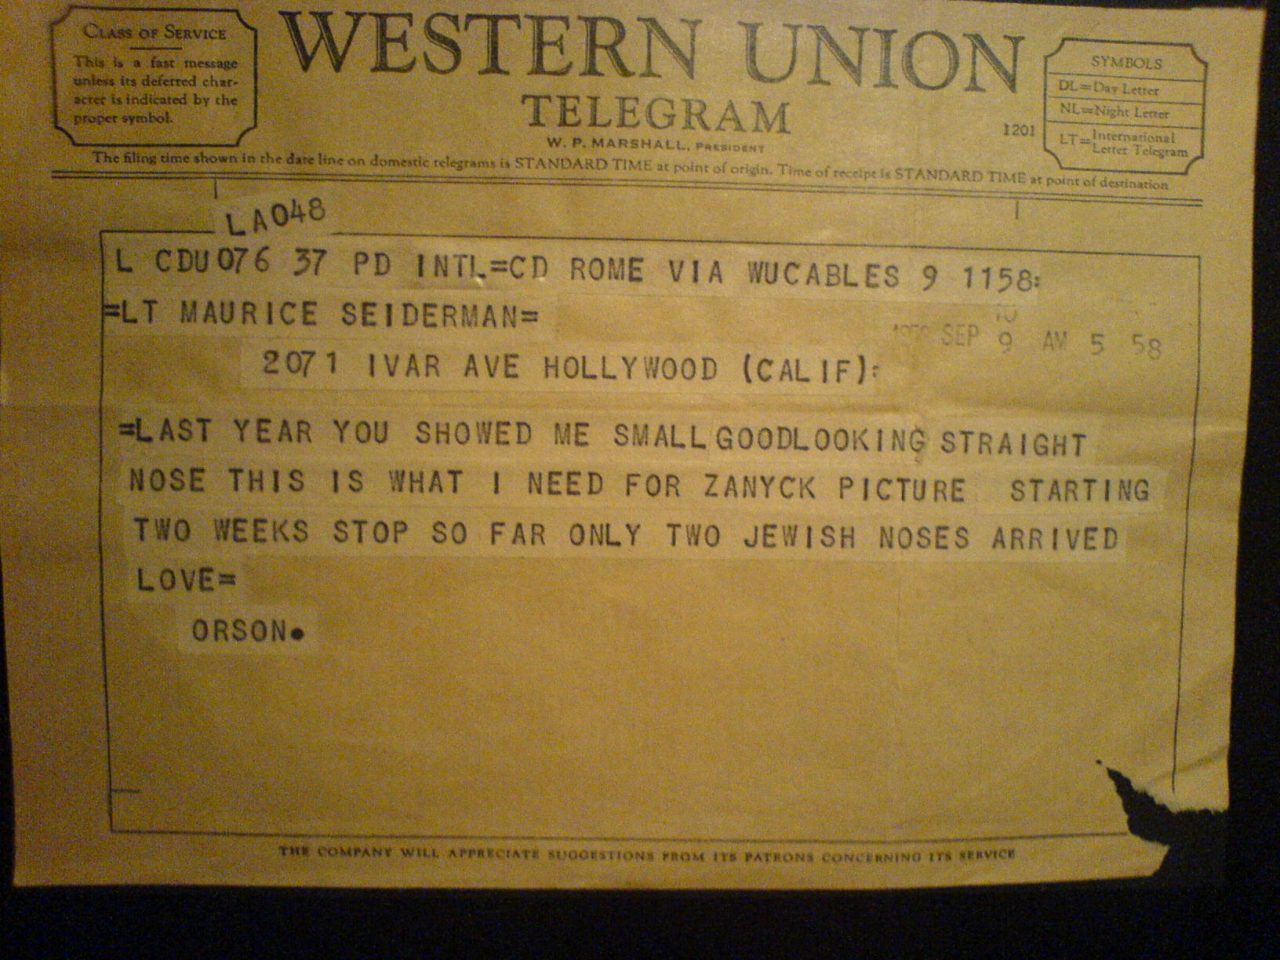 CLASS OF SERVICE
This is a fast message
unless its deferred char-
acter is indicated by the
proper symbol.
WESTERN UNION
TELEGRAM
W. P. MARSHALL, PRESIDENT
1201
SYMBOLS
DL=Day Letter
NL=Night Letter
LT=International
Letter Telegram
The filing time shown in the date line on domestic telegrams is STANDARD TIME at point of origin. Time of receipt is STANDARD TIME at point of destination
LA048
L CDU076 37 PD INTL=CD ROME VIA WUCABLES 9 1158:
=LT MAURICE SEIDERMAN=
SEP 9 AM 5 58
2071 IVAR AVE HOLLYWOOD (CALIF):
=LAST YEAR YOU SHOWED ME SMALL GOODLOOKING STRAIGHT
NOSE THIS IS WHAT I NEED FOR ZANYCK PICTURE STARTING
TWO WEEKS STOP SO FAR ONLY TWO JEWISH NOSES ARRIVED
LOVE=
ORSON.
THE COMPANY WILL APPRECIATE SUGGESTIONS FROM ITS PATRONS CONCERNING ITS SERVICE